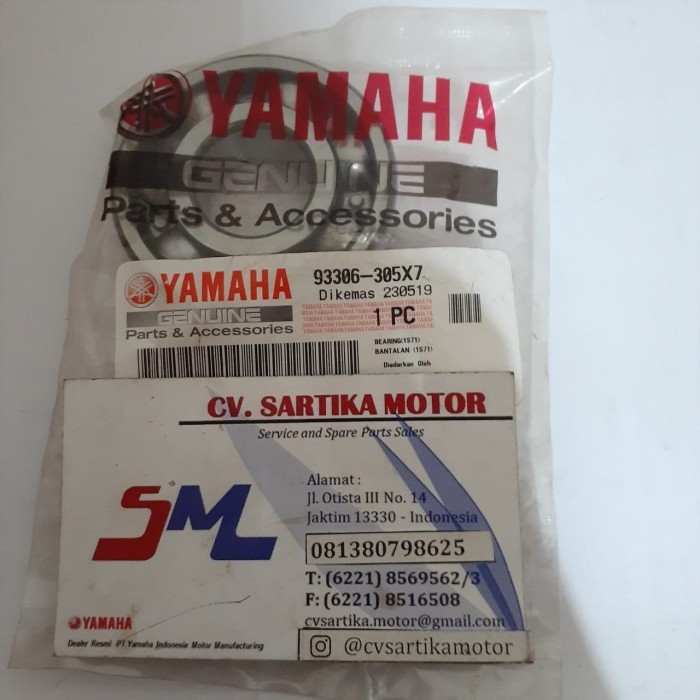 YAMAHA
GENUINE
Parts & Accessories
YAMAHA
GENUINE
Parts & Accessories
93306-305X7
Dikemas 230519
1 PC
BEARING(1S71)
BANTALAN (1S71)
Diedarkan Oleh
CV. SARTIKA MOTOR
Service and Spare Parts Sales
SML
Alamat :
Jl. Otista III No. 14
Jaktim 13330 - Indonesia
081380798625
T: (6221) 8569562/3
F: (6221) 8516508
cvsartika.motor@gmail.com
@cvsartikamotor
YAMAHA
Dealer Resmi PT.Yamaha Indonesia Motor Manufacturing